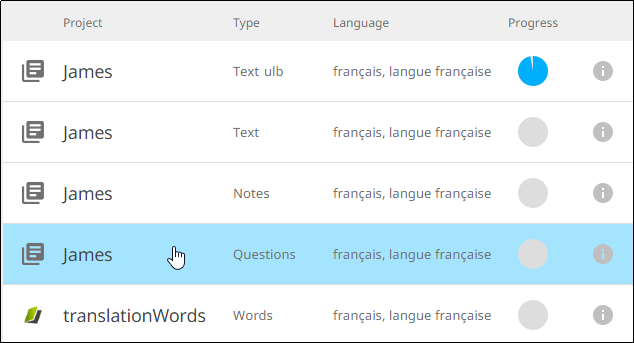 Project Type Language Progress
James Text ulb français, langue française
James Text français, langue française
James Notes français, langue française
James Questions français, langue française
translationWords Words français, langue française